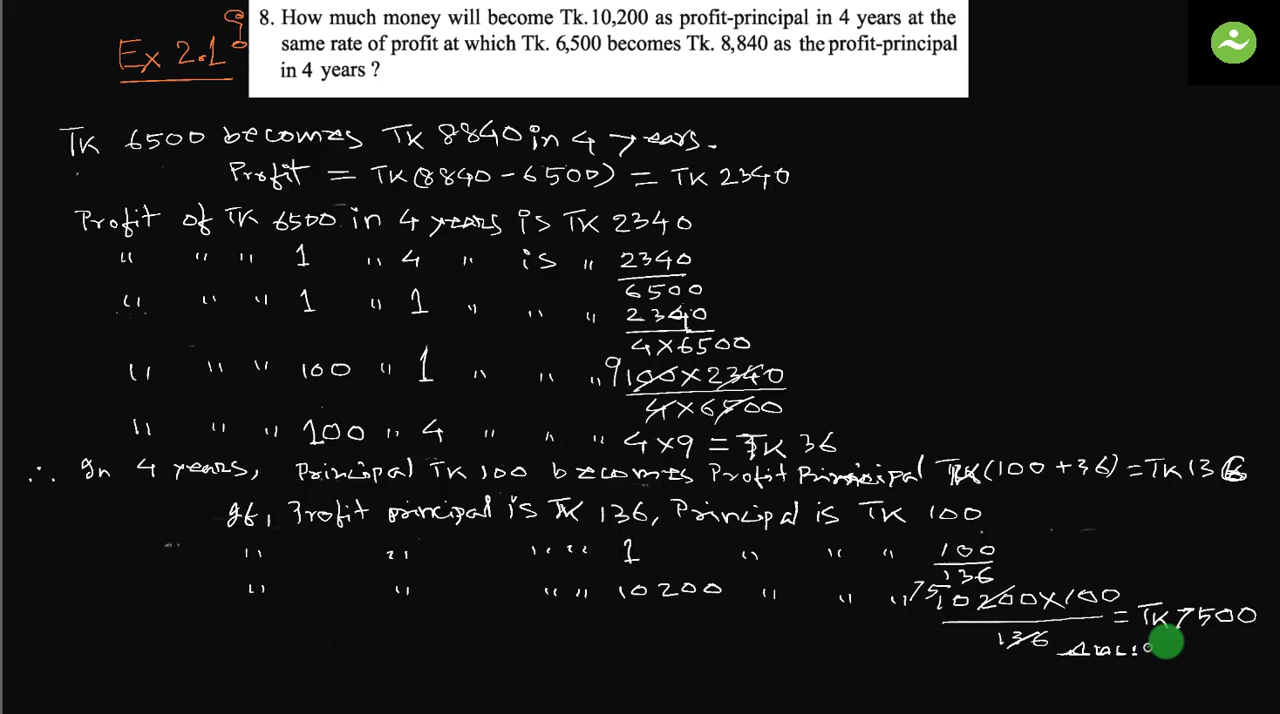 Ex 2.1
8. How much money will become Tk. 10,200 as profit-principal in 4 years at the
same rate of profit at which Tk. 6,500 becomes Tk. 8,840 as the profit-principal
in 4 years ?
TK 6500 becomes TK 8840 in 4 years.
Profit = TK(8840 - 6500) = TK 2340
Profit of TK 6500 in 4 years is TK 2340
" " " 1 " 4 " is " 2340/6500
" " " 1 " 1 " " " 2340/4×6500
" " " 100 " 1 " " " 9 100×2340/4×6500
" " " 100 " 4 " " " 4×9 = TK 36
∴ In 4 years, Principal TK 100 becomes Profit Principal TK(100+36) = TK 136
If, Profit principal is TK 136, Principal is TK 100
" " " " 1 " " " 100/136
" " " " 10200 " " " 75 10200×100/136 = TK 7500